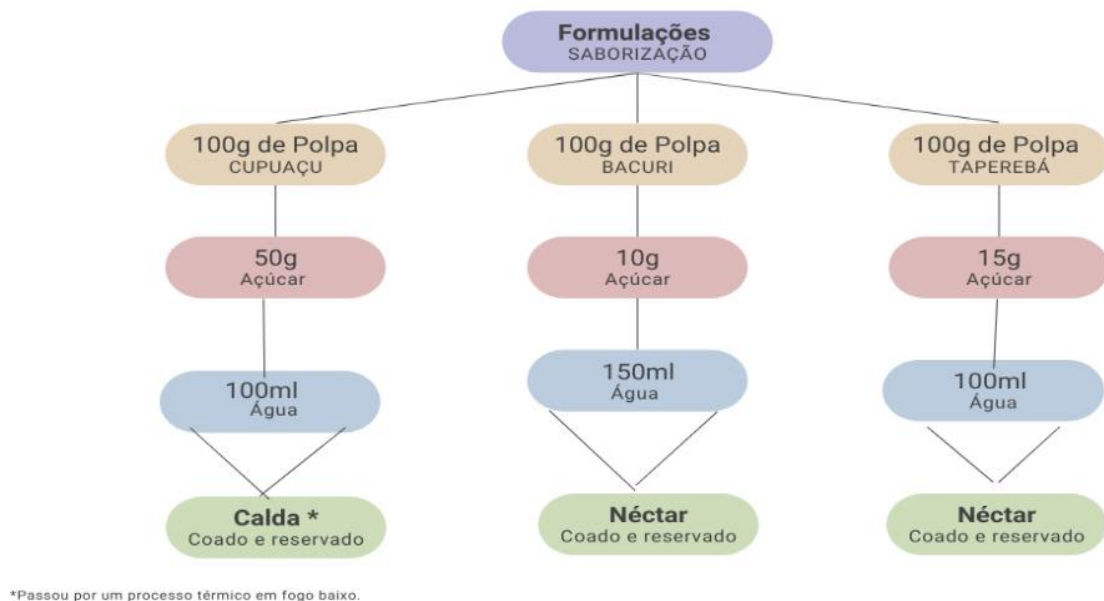 Formulações
SABORIZAÇÃO
100g de Polpa
CUPUAÇU
50g
Açúcar
100ml
Água
Calda *
Coado e reservado
100g de Polpa
BACURI
10g
Açúcar
150ml
Água
Néctar
Coado e reservado
100g de Polpa
TAPEREBÁ
15g
Açúcar
100ml
Água
Néctar
Coado e reservado
*Passou por um processo térmico em fogo baixo.